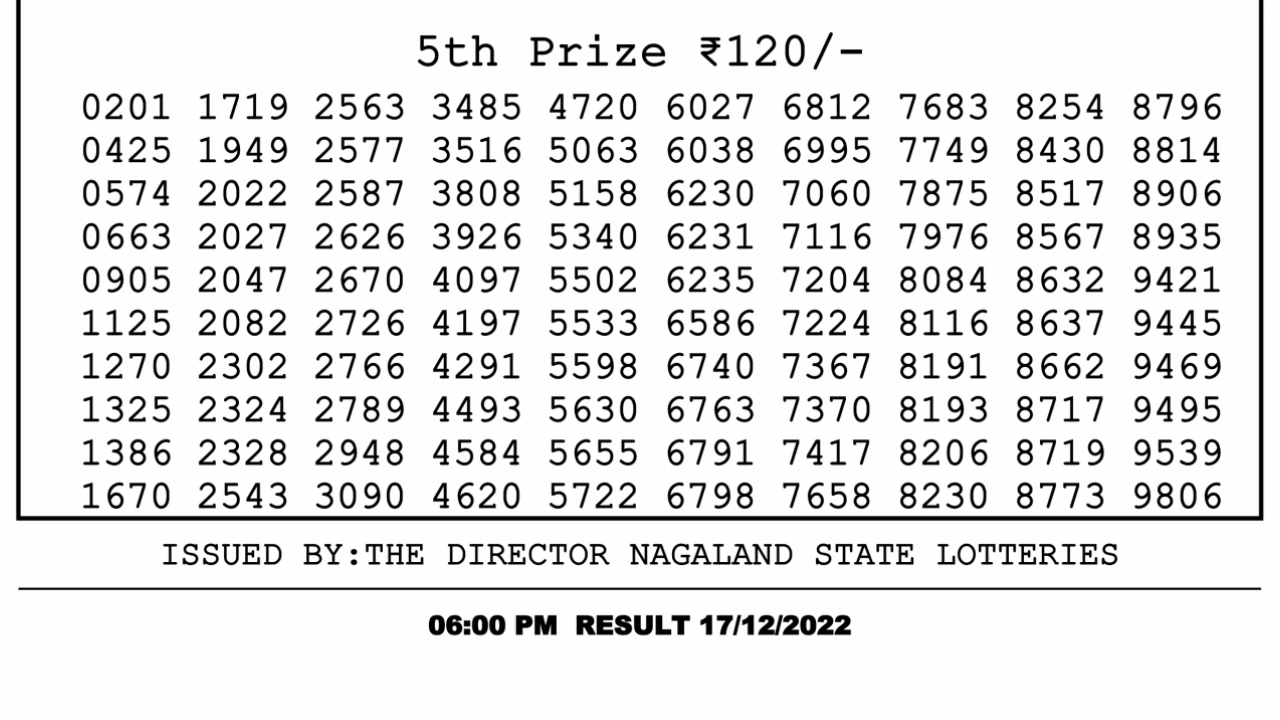 5th Prize ₹120/-
0201 1719 2563 3485 4720 6027 6812 7683 8254 8796
0425 1949 2577 3516 5063 6038 6995 7749 8430 8814
0574 2022 2587 3808 5158 6230 7060 7875 8517 8906
0663 2027 2626 3926 5340 6231 7116 7976 8567 8935
0905 2047 2670 4097 5502 6235 7204 8084 8632 9421
1125 2082 2726 4197 5533 6586 7224 8116 8637 9445
1270 2302 2766 4291 5598 6740 7367 8191 8662 9469
1325 2324 2789 4493 5630 6763 7370 8193 8717 9495
1386 2328 2948 4584 5655 6791 7417 8206 8719 9539
1670 2543 3090 4620 5722 6798 7658 8230 8773 9806
ISSUED BY:THE DIRECTOR NAGALAND STATE LOTTERIES
06:00 PM RESULT 17/12/2022